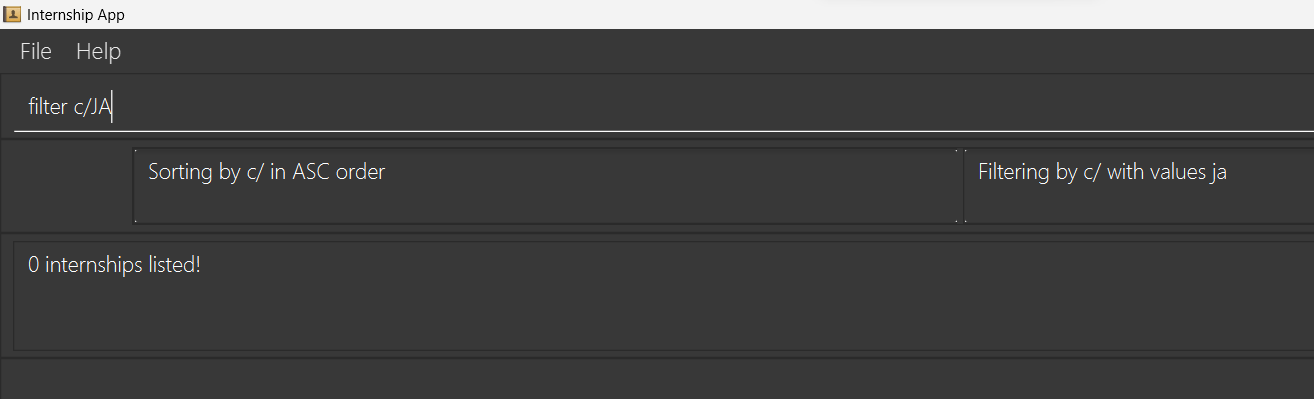 Internship App
File Help
filter c/JA
Sorting by c/ in ASC order
Filtering by c/ with values ja
0 internships listed!